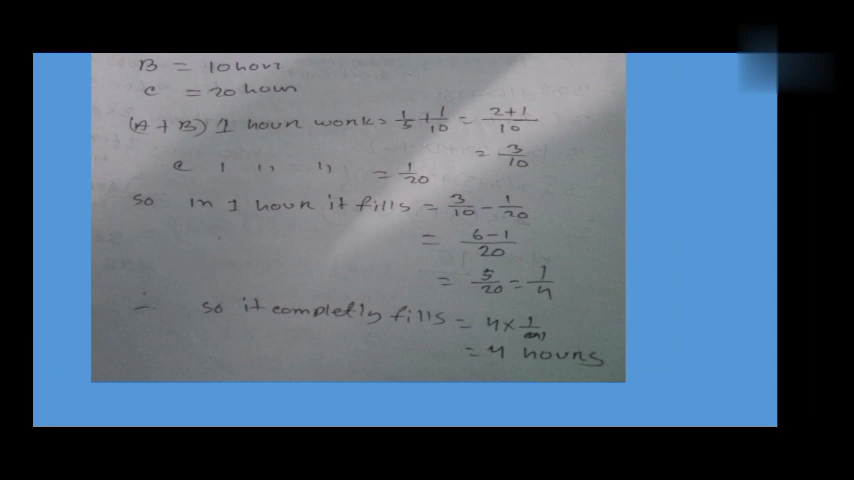 B = 10 hour
C = 20 hour
(A + B) 1 hour work = 1/5 + 1/10 = 2+1/10
= 3/10
C 1 ,, ,, = 1/20
so in 1 hour it fills = 3/10 - 1/20
= 6-1/20
= 5/20 = 1/4
∴ so it completly fills = 4 × 1
= 4 hours